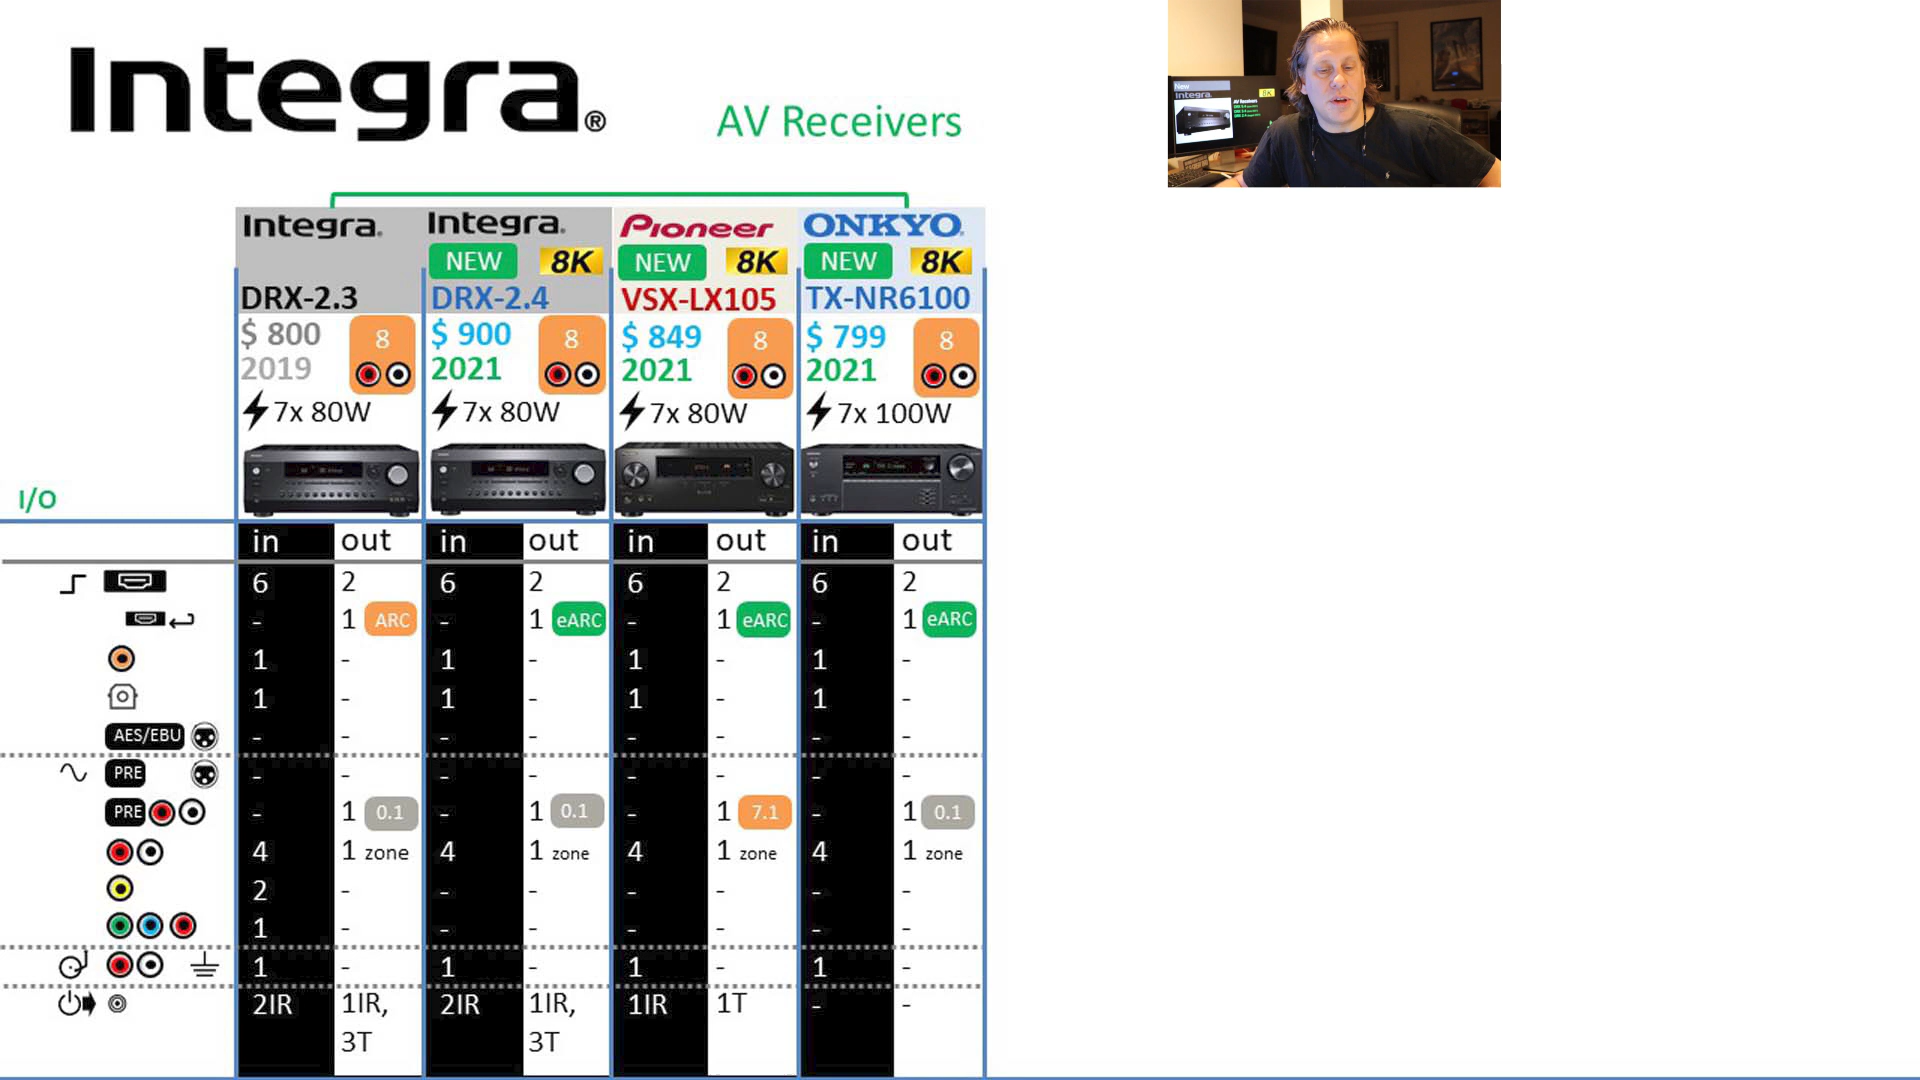 Integra®
AV Receivers
New
Integra.
8K
AV Receivers
Integra. Integra. Pioneer ONKYO
NEW 8K NEW 8K NEW 8K
DRX-2.3 DRX-2.4 VSX-LX105 TX-NR6100
$ 800 8 $ 900 8 $ 849 8 $ 799 8
2019 2021 2021 2021
7x 80W 7x 80W 7x 80W 7x 100W
I/O
in out in out in out in out
6 2 6 2 6 2 6 2
- 1 ARC - 1 eARC - 1 eARC - 1 eARC
1 - 1 - 1 - 1 -
1 - 1 - 1 - 1 -
AES/EBU - - - - - - - -
PRE - - - - - - - -
PRE - 1 0.1 - 1 0.1 - 1 7.1 - 1 0.1
4 1 zone 4 1 zone 4 1 zone 4 1 zone
2 - - - - - - -
1 - - - - - - -
1 - 1 - 1 - 1 -
2IR 1IR, 2IR 1IR, 1IR 1T - -
3T 3T